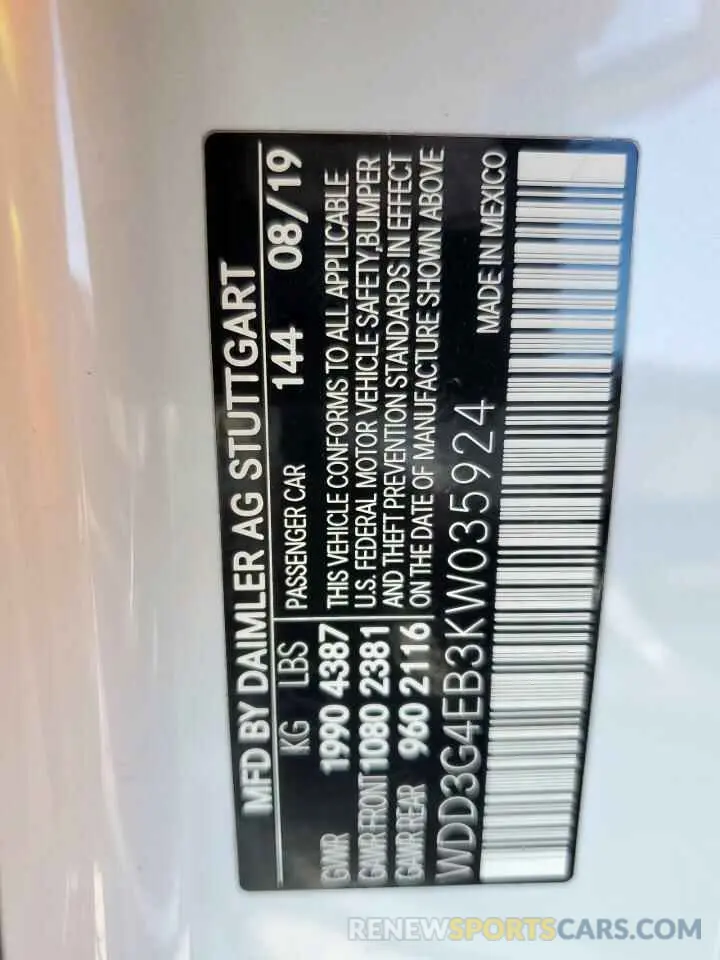 MFD BY DAIMLER AG STUTTGART
KG LBS PASSENGER CAR 144 08/19
GVWR 1990 4387 THIS VEHICLE CONFORMS TO ALL APPLICABLE
GAWR FRONT 1080 2381 U.S. FEDERAL MOTOR VEHICLE SAFETY, BUMPER
GAWR REAR 960 2116 AND THEFT PREVENTION STANDARDS IN EFFECT
ON THE DATE OF MANUFACTURE SHOWN ABOVE
WDD3G4EB3KW035924 MADE IN MEXICO
RENEWSPORTSCARS.COM